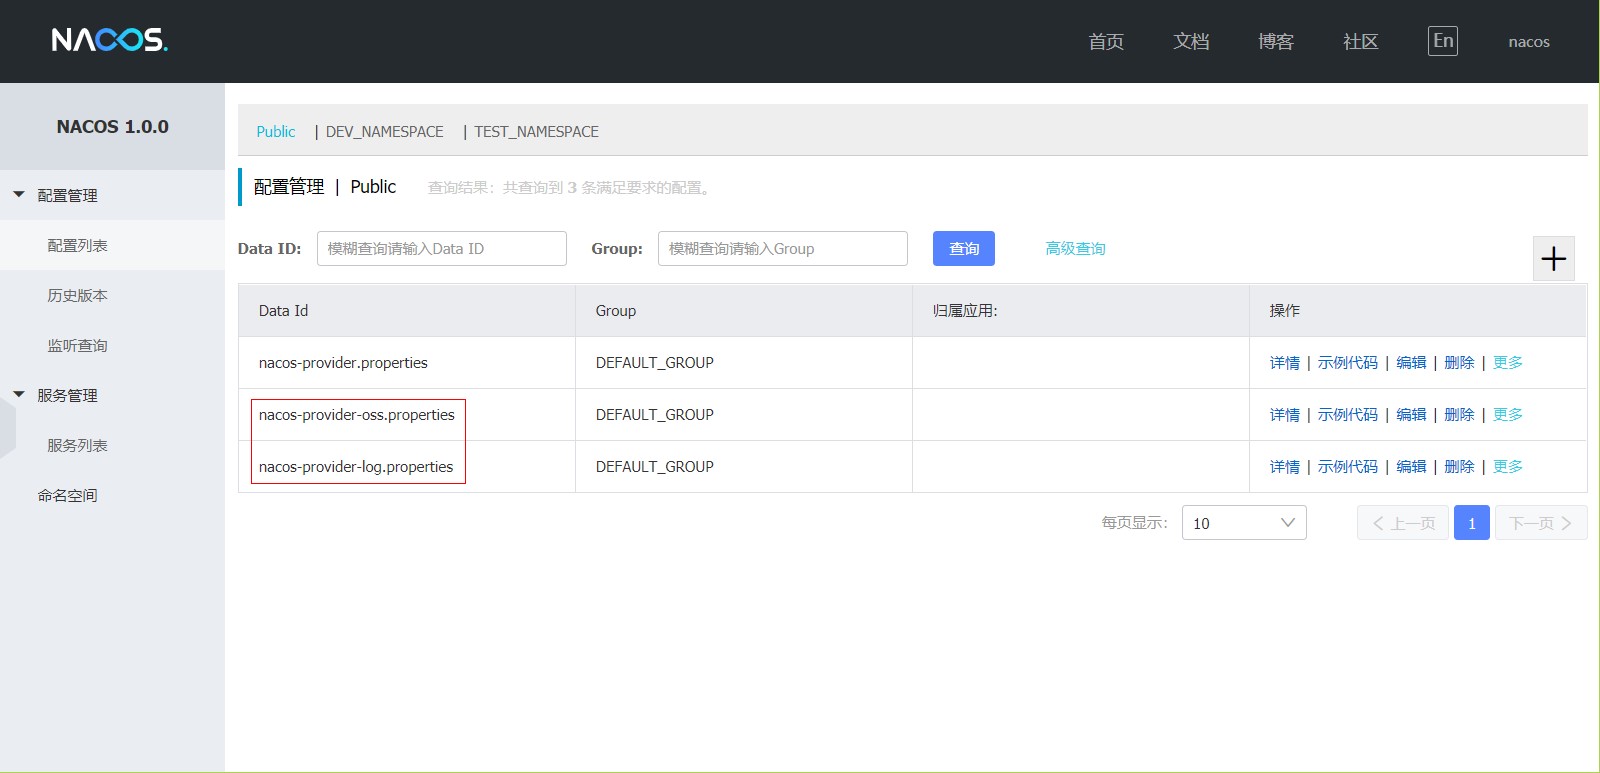 NACOS.
首页 文档 博客 社区 En nacos
NACOS 1.0.0
配置管理
配置列表
历史版本
监听查询
服务管理
服务列表
命名空间
Public | DEV_NAMESPACE | TEST_NAMESPACE
配置管理 | Public 查询结果：共查询到 3 条满足要求的配置。
Data ID: 模糊查询请输入Data ID Group: 模糊查询请输入Group 查询 高级查询
Data Id Group 归属应用: 操作
nacos-provider.properties DEFAULT_GROUP 详情 | 示例代码 | 编辑 | 删除 | 更多
nacos-provider-oss.properties DEFAULT_GROUP 详情 | 示例代码 | 编辑 | 删除 | 更多
nacos-provider-log.properties DEFAULT_GROUP 详情 | 示例代码 | 编辑 | 删除 | 更多
每页显示: 10 上一页 1 下一页